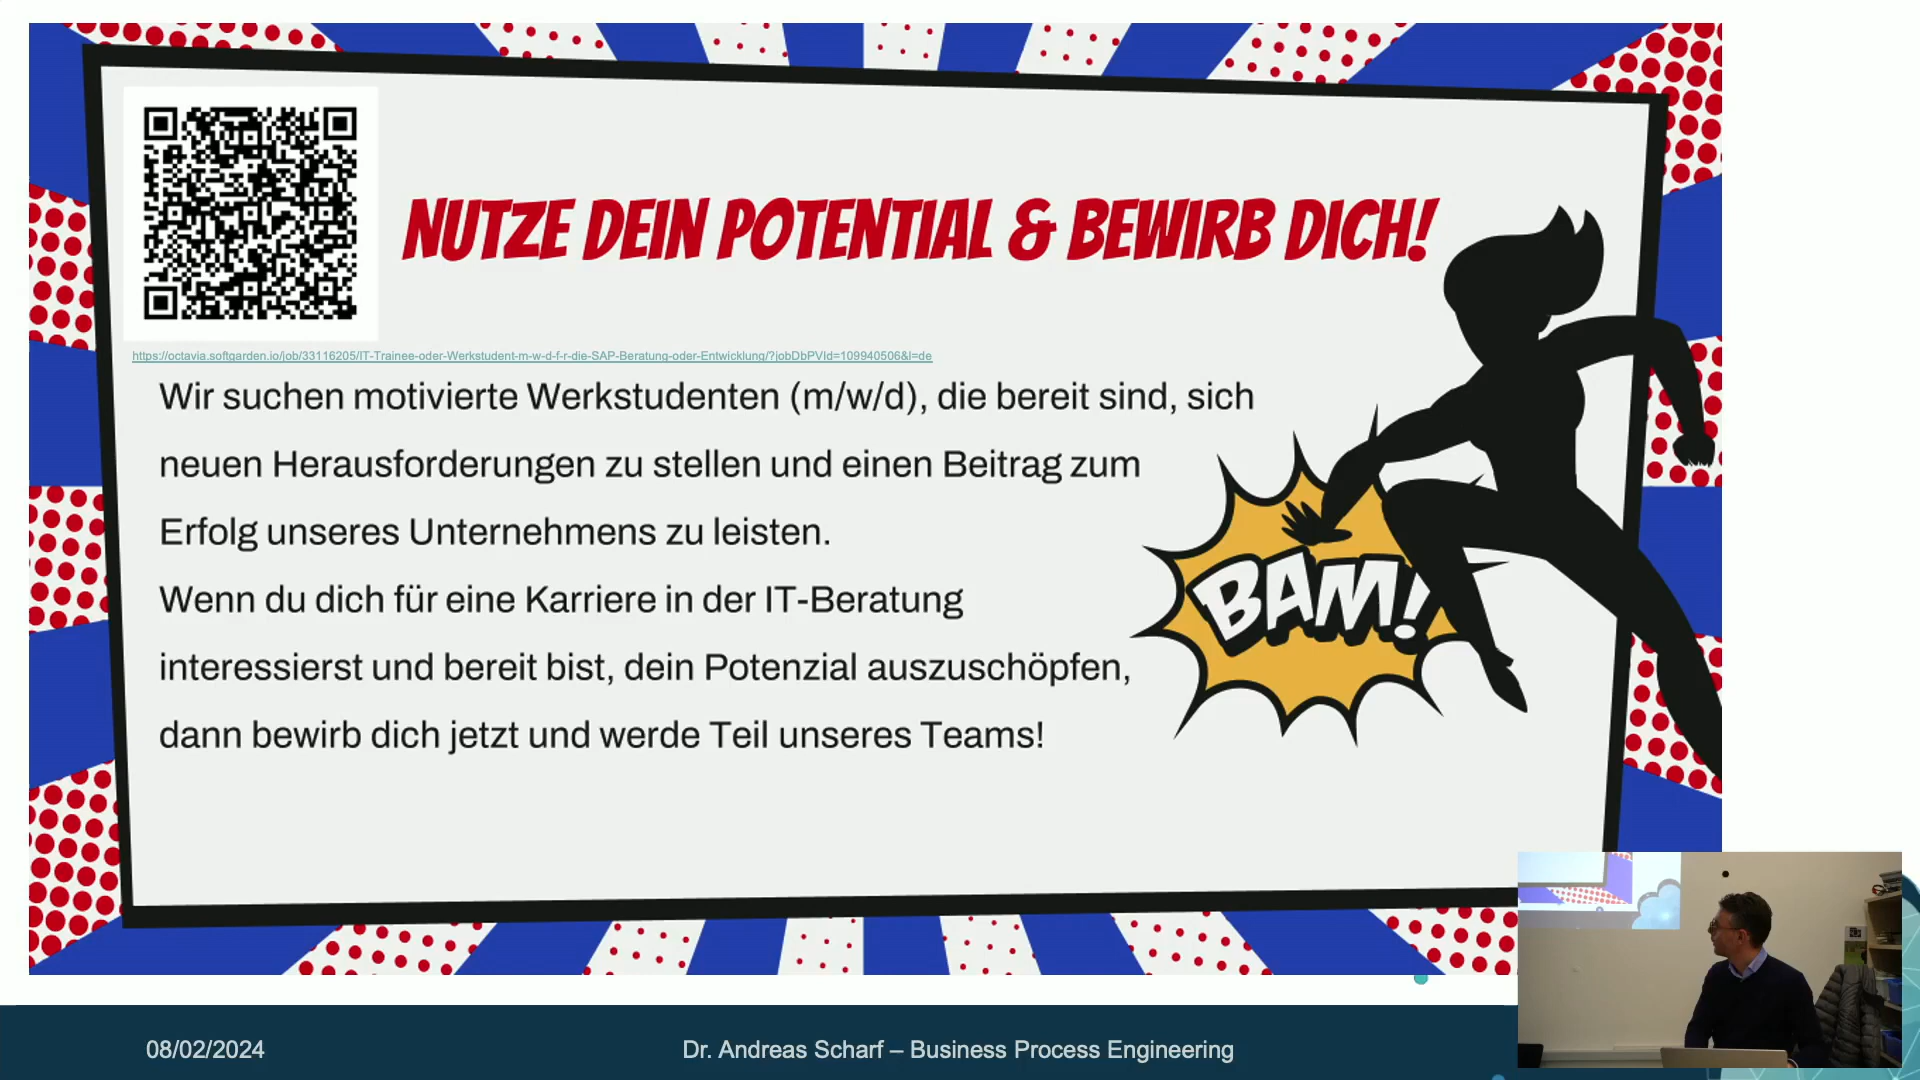 NUTZE DEIN POTENTIAL & BEWIRB DICH!
https://octavia.softgarden.io/job/33116205/IT-Trainee-oder-Werkstudent-m-w-d-f-r-die-SAP-Beratung-oder-Entwicklung/?jobDbPVId=109940506&l=de
Wir suchen motivierte Werkstudenten (m/w/d), die bereit sind, sich
neuen Herausforderungen zu stellen und einen Beitrag zum
Erfolg unseres Unternehmens zu leisten.
Wenn du dich für eine Karriere in der IT-Beratung
interessierst und bereit bist, dein Potenzial auszuschöpfen,
dann bewirb dich jetzt und werde Teil unseres Teams!
BAM!
08/02/2024
Dr. Andreas Scharf – Business Process Engineering